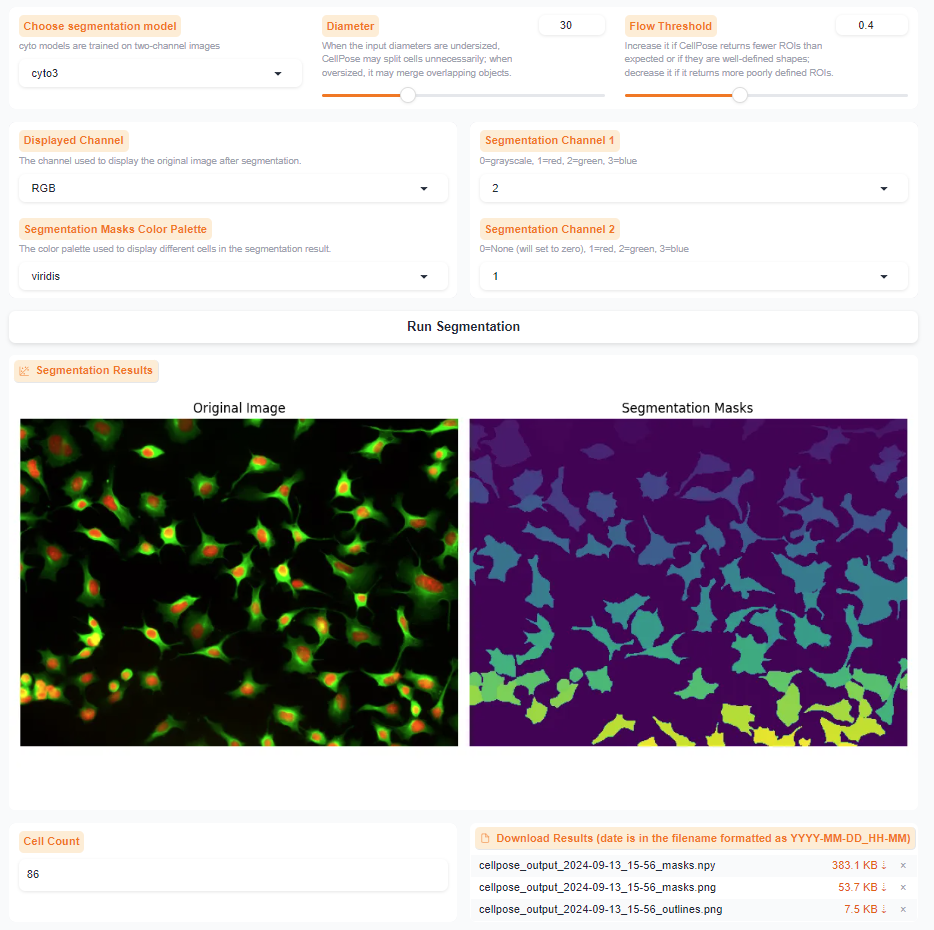 Choose segmentation model
cyto models are trained on two-channel images
cyto3
Diameter
30
When the input diameters are undersized,
CellPose may split cells unnecessarily; when
oversized, it may merge overlapping objects.
Flow Threshold
0.4
Increase it if CellPose returns fewer ROIs than
expected or if they are well-defined shapes;
decrease it if it returns more poorly defined ROIs.
Displayed Channel
The channel used to display the original image after segmentation.
RGB
Segmentation Masks Color Palette
The color palette used to display different cells in the segmentation result.
viridis
Segmentation Channel 1
0=grayscale, 1=red, 2=green, 3=blue
2
Segmentation Channel 2
0=None (will set to zero), 1=red, 2=green, 3=blue
1
Run Segmentation
Segmentation Results
Original Image
Segmentation Masks
Cell Count
86
Download Results (date is in the filename formatted as YYYY-MM-DD_HH-MM)
cellpose_output_2024-09-13_15-56_masks.npy 383.1 KB ⇣ ×
cellpose_output_2024-09-13_15-56_masks.png 53.7 KB ⇣ ×
cellpose_output_2024-09-13_15-56_outlines.png 7.5 KB ⇣ ×